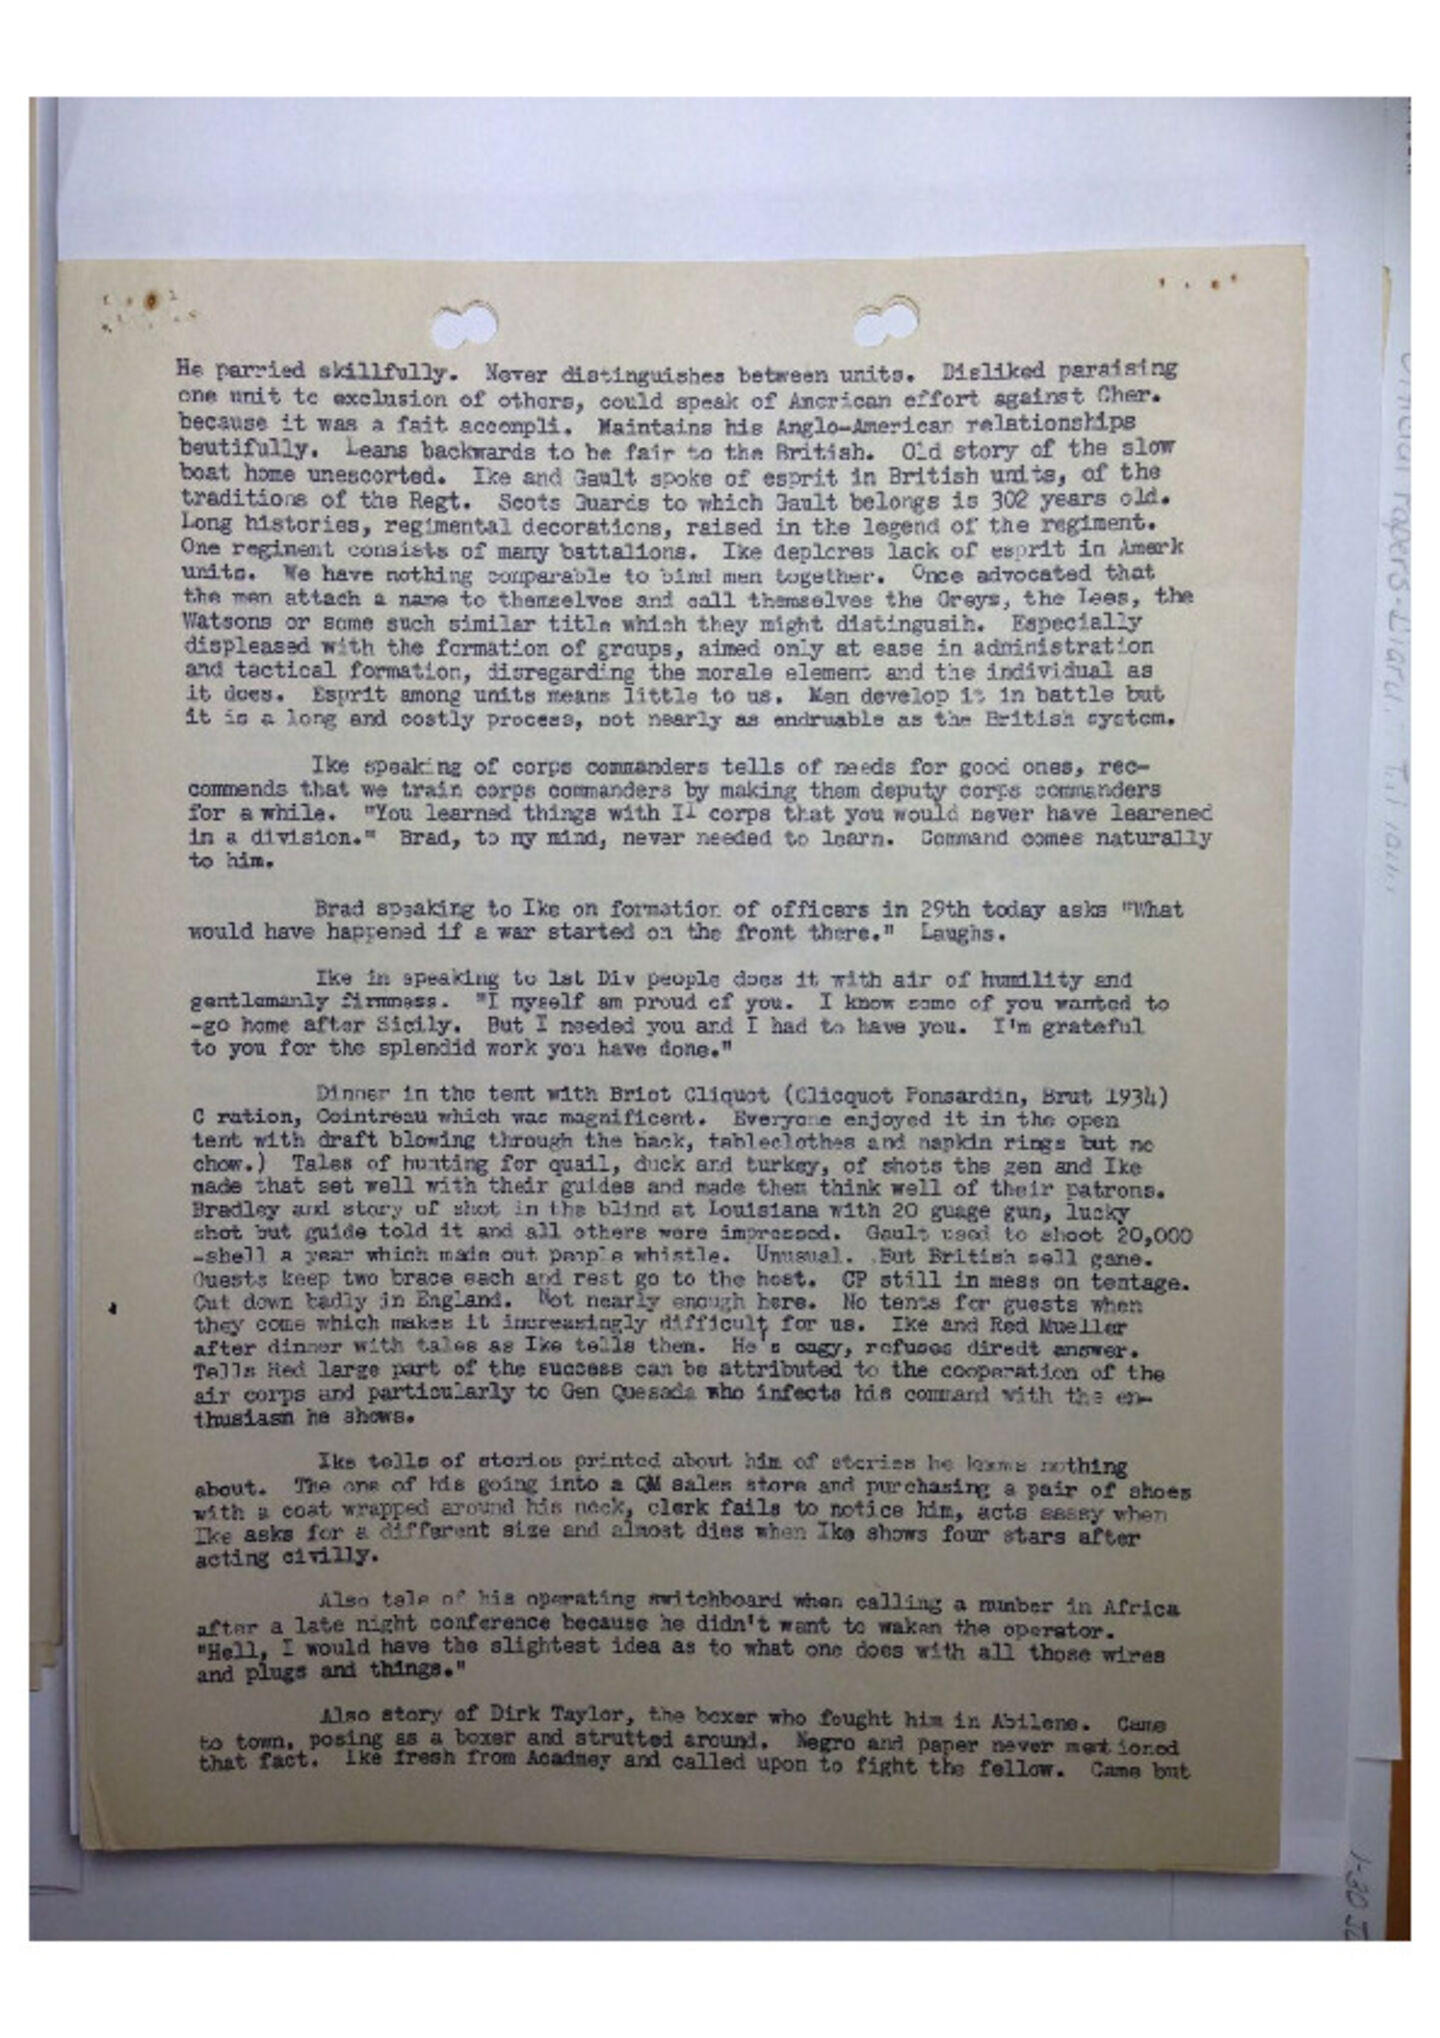 He parried skillfully. Never distinguishes between units. Disliked paraising
one unit to exclusion of others, could speak of American effort against Cher.
because it was a fait accompli. Maintains his Anglo-American relationships
beutifully. Leans backwards to be fair to the British. Old story of the slow
boat home unescorted. Ike and Gault spoke of esprit in British units, of the
traditions of the Regt. Scots Guards to which Gault belongs is 302 years old.
Long histories, regimental decorations, raised in the legend of the regiment.
One regiment consists of many battalions. Ike deplores lack of esprit in Amerk
units. We have nothing comparable to bind men together. Once advocated that
the men attach a name to themselves and call themselves the Greys, the Lees, the
Watsons or some such similar title which they might distingusih. Especially
displeased with the formation of groups, aimed only at ease in administration
and tactical formation, disregarding the morale element and the individual as
it does. Esprit among units means little to us. Men develop it in battle but
it is a long and costly process, not nearly as endruable as the British system.
Ike speaking of corps commanders tells of needs for good ones, rec-
commends that we train corps commanders by making them deputy corps commanders
for a while. "You learned things with II corps that you would never have learened
in a division." Brad, to my mind, never needed to learn. Command comes naturally
to him.
Brad speaking to Ike on formation of officers in 29th today asks "What
would have happened if a war started on the front there." Laughs.
Ike in speaking to 1st Div people does it with air of humility and
gentlemanly firmness. "I myself am proud of you. I know some of you wanted to
-go home after Sicily. But I needed you and I had to have you. I'm grateful
to you for the splendid work you have done."
Dinner in the tent with Briot Cliquot (Clicquot Ponsardin, Brut 1934)
C ration, Cointreau which was magnificent. Everyone enjoyed it in the open
tent with draft blowing through the back, tableclothes and napkin rings but no
chow.) Tales of hunting for quail, duck and turkey, of shots the gen and Ike
made that set well with their guides and made them think well of their patrons.
Bradley and story of shot in the blind at Louisiana with 20 guage gun, lucky
shot but guide told it and all others were impressed. Gault used to shoot 20,000
-shell a year which made out people whistle. Unusual. But British sell game.
Guests keep two brace each and rest go to the host. CP still in mess on tentage.
Cut down badly in England. Not nearly enough here. No tents for guests when
they come which makes it increasingly difficult for us. Ike and Red Mueller
after dinner with tales as Ike tells them. He's cagy, refuses diredt answer.
Tells Red large part of the success can be attributed to the cooperation of the
air corps and particularly to Gen Quesada who infects his command with the en-
thusiasm he shows.
Ike tells of stories printed about him of stories he knows nothing
about. The one of his going into a QM sales store and purchasing a pair of shoes
with a coat wrapped around his neck, clerk fails to notice him, acts sassy when
Ike asks for a different size and almost dies when Ike shows four stars after
acting civilly.
Also tale of his operating switchboard when calling a number in Africa
after a late night conference because he didn't want to waken the operator.
"Hell, I would have the slightest idea as to what one does with all those wires
and plugs and things."
Also story of Dirk Taylor, the boxer who fought him in Abilene. Came
to town, posing as a boxer and strutted around. Negro and paper never mentioned
that fact. Ike fresh from Acadmey and called upon to fight the fellow. Came but